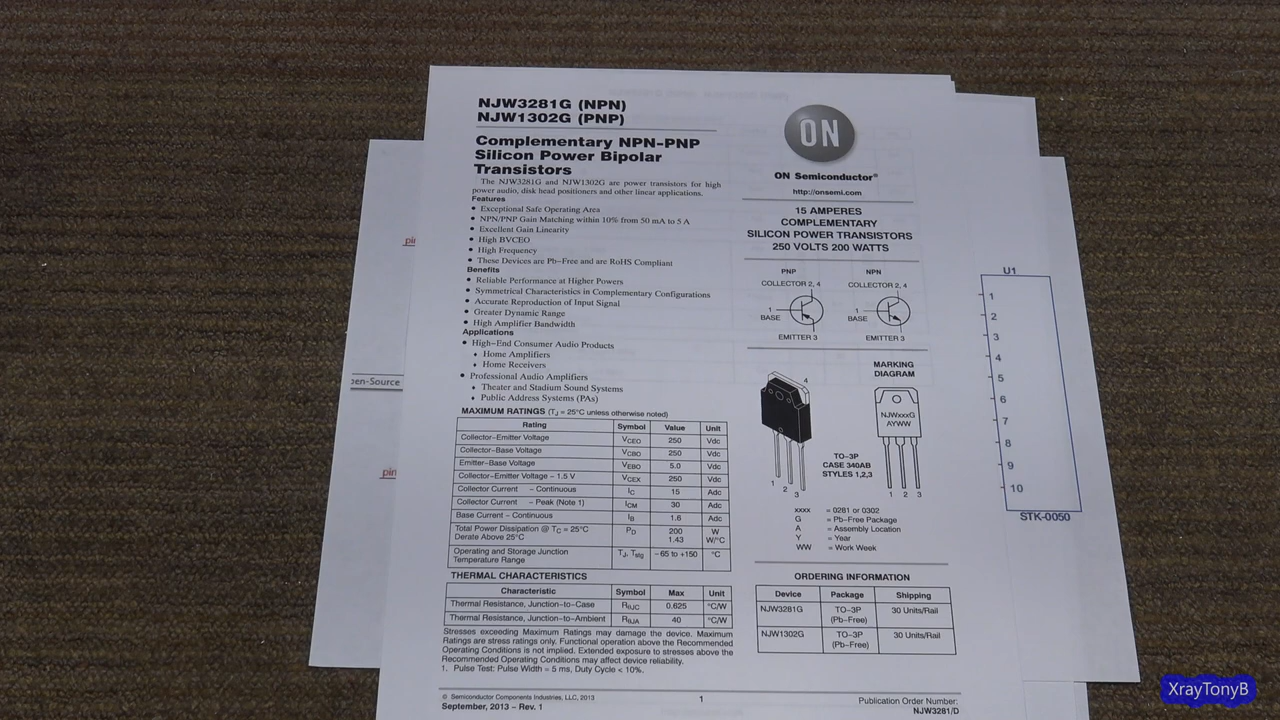 NJW3281G (NPN)
NJW1302G (PNP)
Complementary NPN-PNP
Silicon Power Bipolar
Transistors
The NJW3281G and NJW1302G are power transistors for high
power audio, disk head positioners and other linear applications.
Features
• Exceptional Safe Operating Area
• NPN/PNP Gain Matching within 10% from 50 mA to 5 A
• Excellent Gain Linearity
• High BVCEO
• High Frequency
• These Devices are Pb-Free and are RoHS Compliant
Benefits
• Reliable Performance at Higher Powers
• Symmetrical Characteristics in Complementary Configurations
• Accurate Reproduction of Input Signal
• Greater Dynamic Range
• High Amplifier Bandwidth
Applications
• High-End Consumer Audio Products
♦ Home Amplifiers
♦ Home Receivers
• Professional Audio Amplifiers
♦ Theater and Stadium Sound Systems
♦ Public Address Systems (PAs)
MAXIMUM RATINGS (TJ = 25°C unless otherwise noted)
Rating Symbol Value Unit
Collector-Emitter Voltage VCEO 250 Vdc
Collector-Base Voltage VCBO 250 Vdc
Emitter-Base Voltage VEBO 5.0 Vdc
Collector-Emitter Voltage - 1.5 V VCEX 250 Vdc
Collector Current - Continuous IC 15 Adc
Collector Current - Peak (Note 1) ICM 30 Adc
Base Current - Continuous IB 1.6 Adc
Total Power Dissipation @ TC = 25°C PD 200 W
Derate Above 25°C 1.43 W/°C
Operating and Storage Junction TJ, Tstg -65 to +150 °C
Temperature Range
THERMAL CHARACTERISTICS
Characteristic Symbol Max Unit
Thermal Resistance, Junction-to-Case RθJC 0.625 °C/W
Thermal Resistance, Junction-to-Ambient RθJA 40 °C/W
Stresses exceeding Maximum Ratings may damage the device. Maximum
Ratings are stress ratings only. Functional operation above the Recommended
Operating Conditions is not implied. Extended exposure to stresses above the
Recommended Operating Conditions may affect device reliability.
1. Pulse Test: Pulse Width = 5 ms, Duty Cycle < 10%.
ON
ON Semiconductor®
http://onsemi.com
15 AMPERES
COMPLEMENTARY
SILICON POWER TRANSISTORS
250 VOLTS 200 WATTS
PNP NPN
COLLECTOR 2, 4 COLLECTOR 2, 4
1 1
BASE BASE
EMITTER 3 EMITTER 3
MARKING
DIAGRAM
4
NJWxxxG
AYWW
TO-3P
CASE 340AB
STYLES 1,2,3
1 2 3
1 2 3
xxxx = 0281 or 0302
G = Pb-Free Package
A = Assembly Location
Y = Year
WW = Work Week
ORDERING INFORMATION
Device Package Shipping
NJW3281G TO-3P 30 Units/Rail
(Pb-Free)
NJW1302G TO-3P 30 Units/Rail
(Pb-Free)
© Semiconductor Components Industries, LLC, 2013
September, 2013 - Rev. 1
1
Publication Order Number:
NJW3281/D
U1
1
2
3
4
5
6
7
8
9
10
STK-0050
XrayTonyB